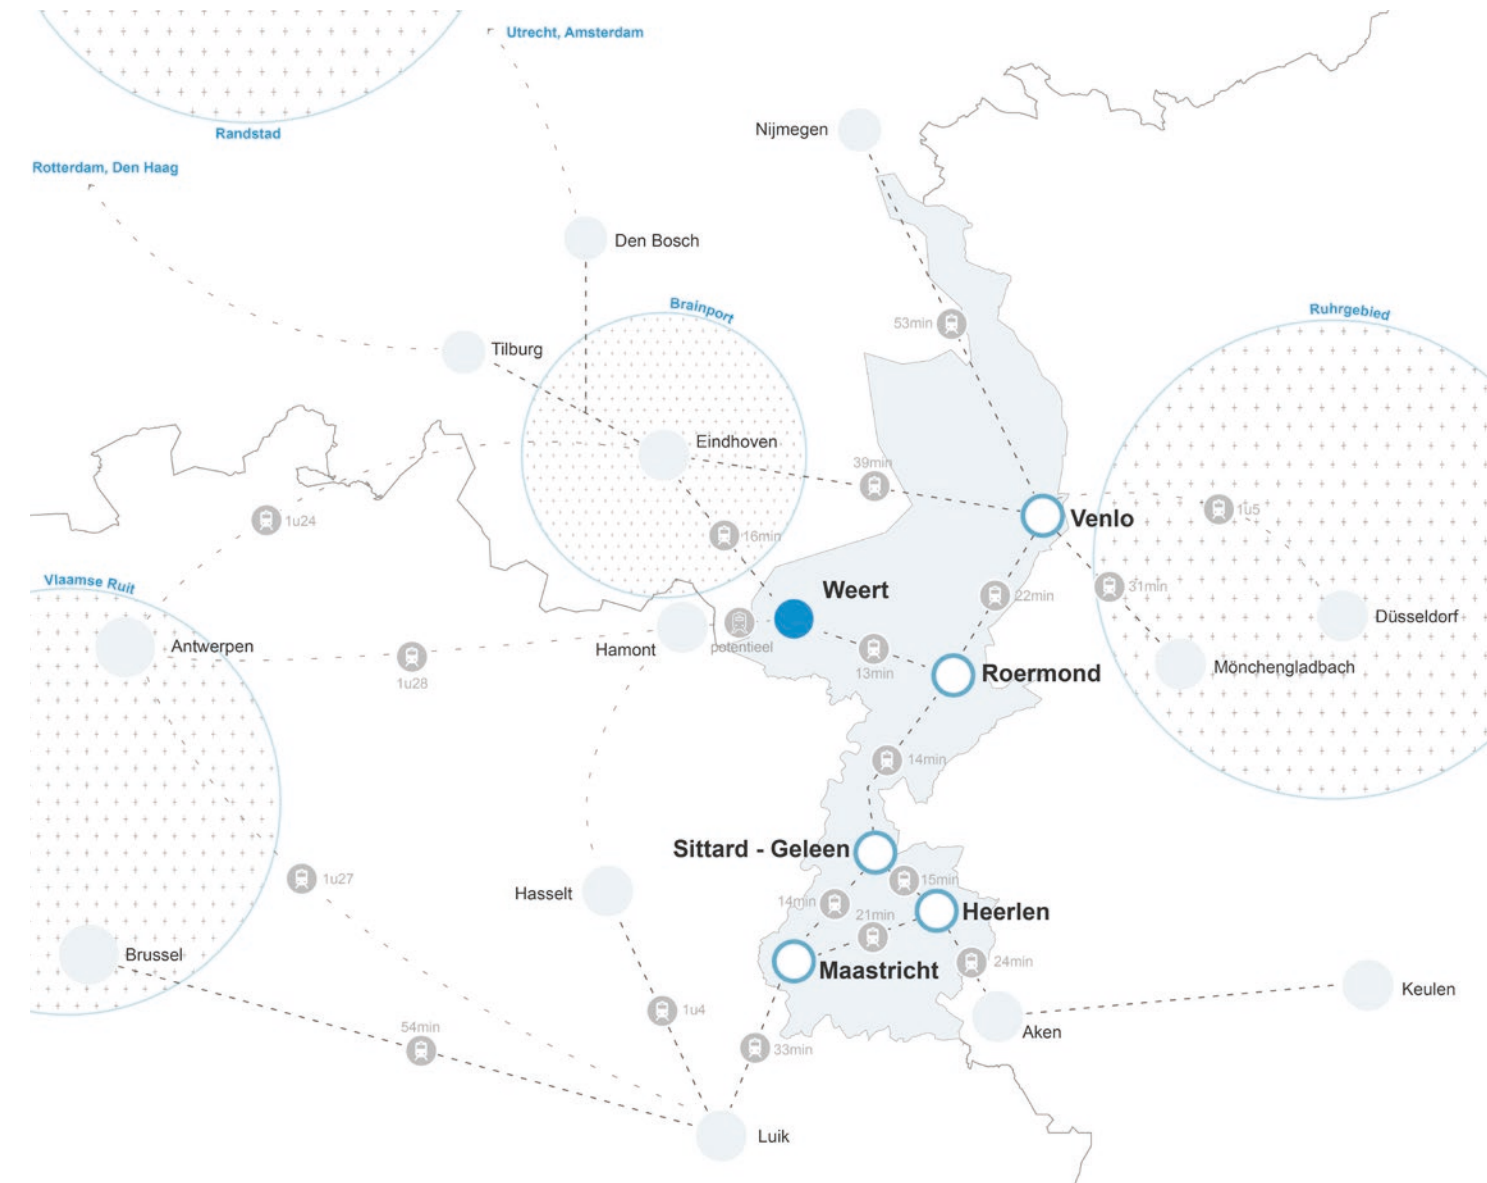 Utrecht, Amsterdam
Randstad
Nijmegen
Rotterdam, Den Haag
Den Bosch
Brainport
Ruhrgebied
53min
Tilburg
Eindhoven
39min
1u24
Venlo
1u5
16min
Vlaamse Ruit
Weert
22min
31min
Düsseldorf
Antwerpen
Hamont
potentieel
1u28
13min
Roermond
Mönchengladbach
14min
Sittard - Geleen
1u27
Hasselt
14min
15min
21min
Heerlen
Brussel
Maastricht
24min
Keulen
1u4
54min
33min
Aken
Luik